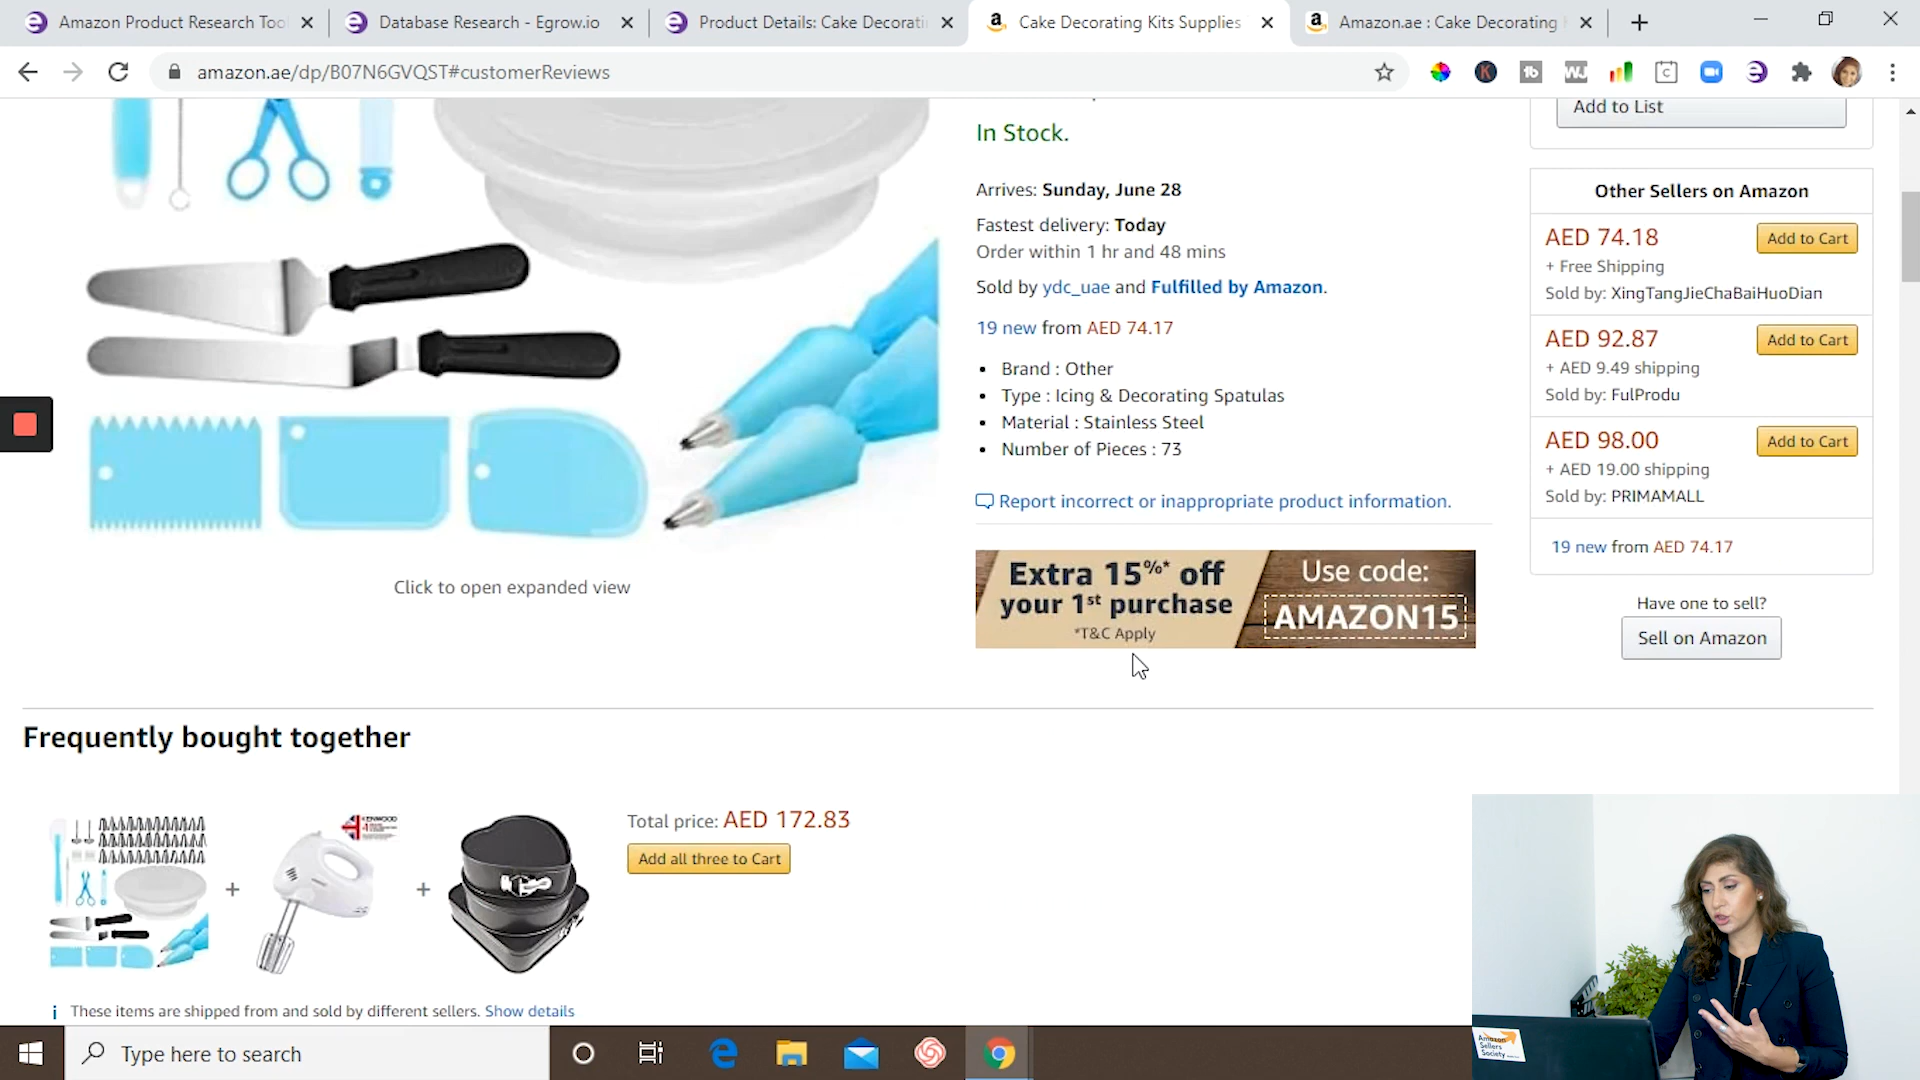 Amazon Product Research Too
Database Research - Egrow.io
Product Details: Cake Decorati
Cake Decorating Kits Supplies
Amazon.ae : Cake Decorating
amazon.ae/dp/B07N6GVQST#customerReviews
In Stock.
Arrives: Sunday, June 28
Fastest delivery: Today
Order within 1 hr and 48 mins
Sold by ydc_uae and Fulfilled by Amazon.
19 new from AED 74.17
Brand : Other
Type : Icing & Decorating Spatulas
Material : Stainless Steel
Number of Pieces : 73
Report incorrect or inappropriate product information.
Extra 15%* off
your 1st purchase
*T&C Apply
Use code:
AMAZON15
Click to open expanded view
Add to List
Other Sellers on Amazon
AED 74.18
Add to Cart
+ Free Shipping
Sold by: XingTangJieChaBaiHuoDian
AED 92.87
Add to Cart
+ AED 9.49 shipping
Sold by: FulProdu
AED 98.00
Add to Cart
+ AED 19.00 shipping
Sold by: PRIMAMALL
19 new from AED 74.17
Have one to sell?
Sell on Amazon
Frequently bought together
KENWOOD
+
+
Total price: AED 172.83
Add all three to Cart
i These items are shipped from and sold by different sellers. Show details
Type here to search
Amazon
Sellers
Society